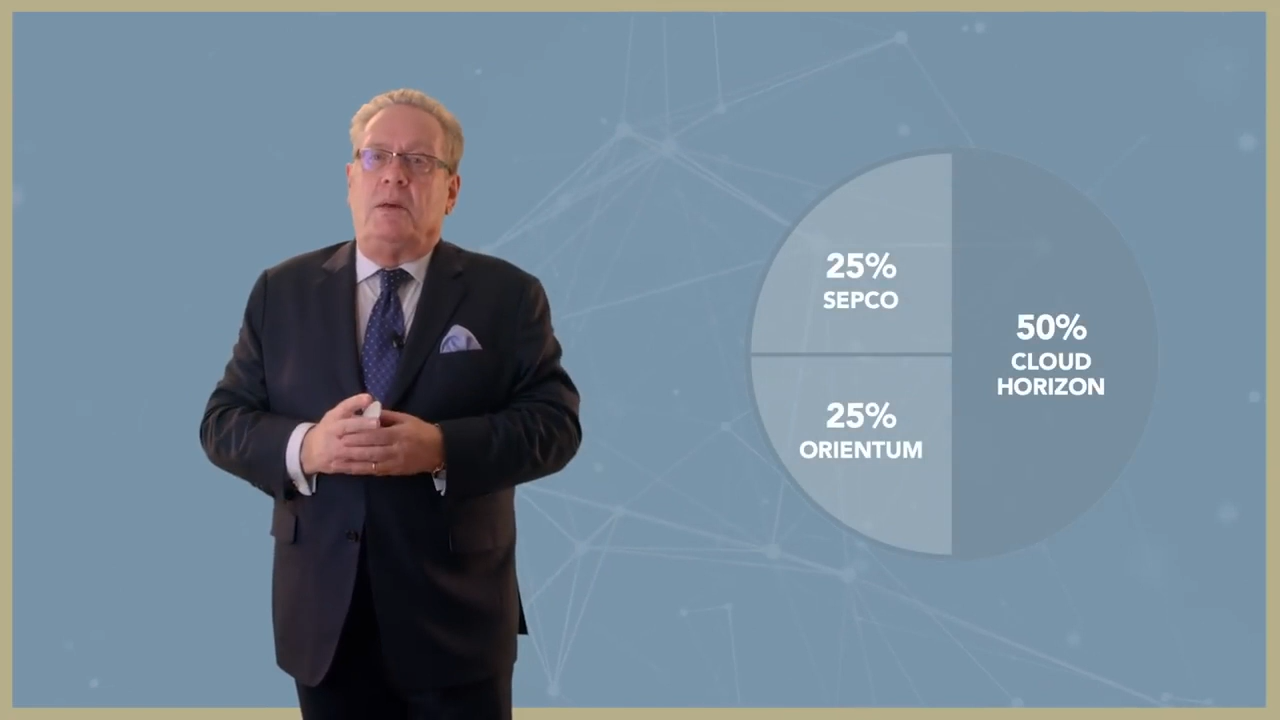 25%
SEPCO
25%
ORIENTUM
50%
CLOUD
HORIZON